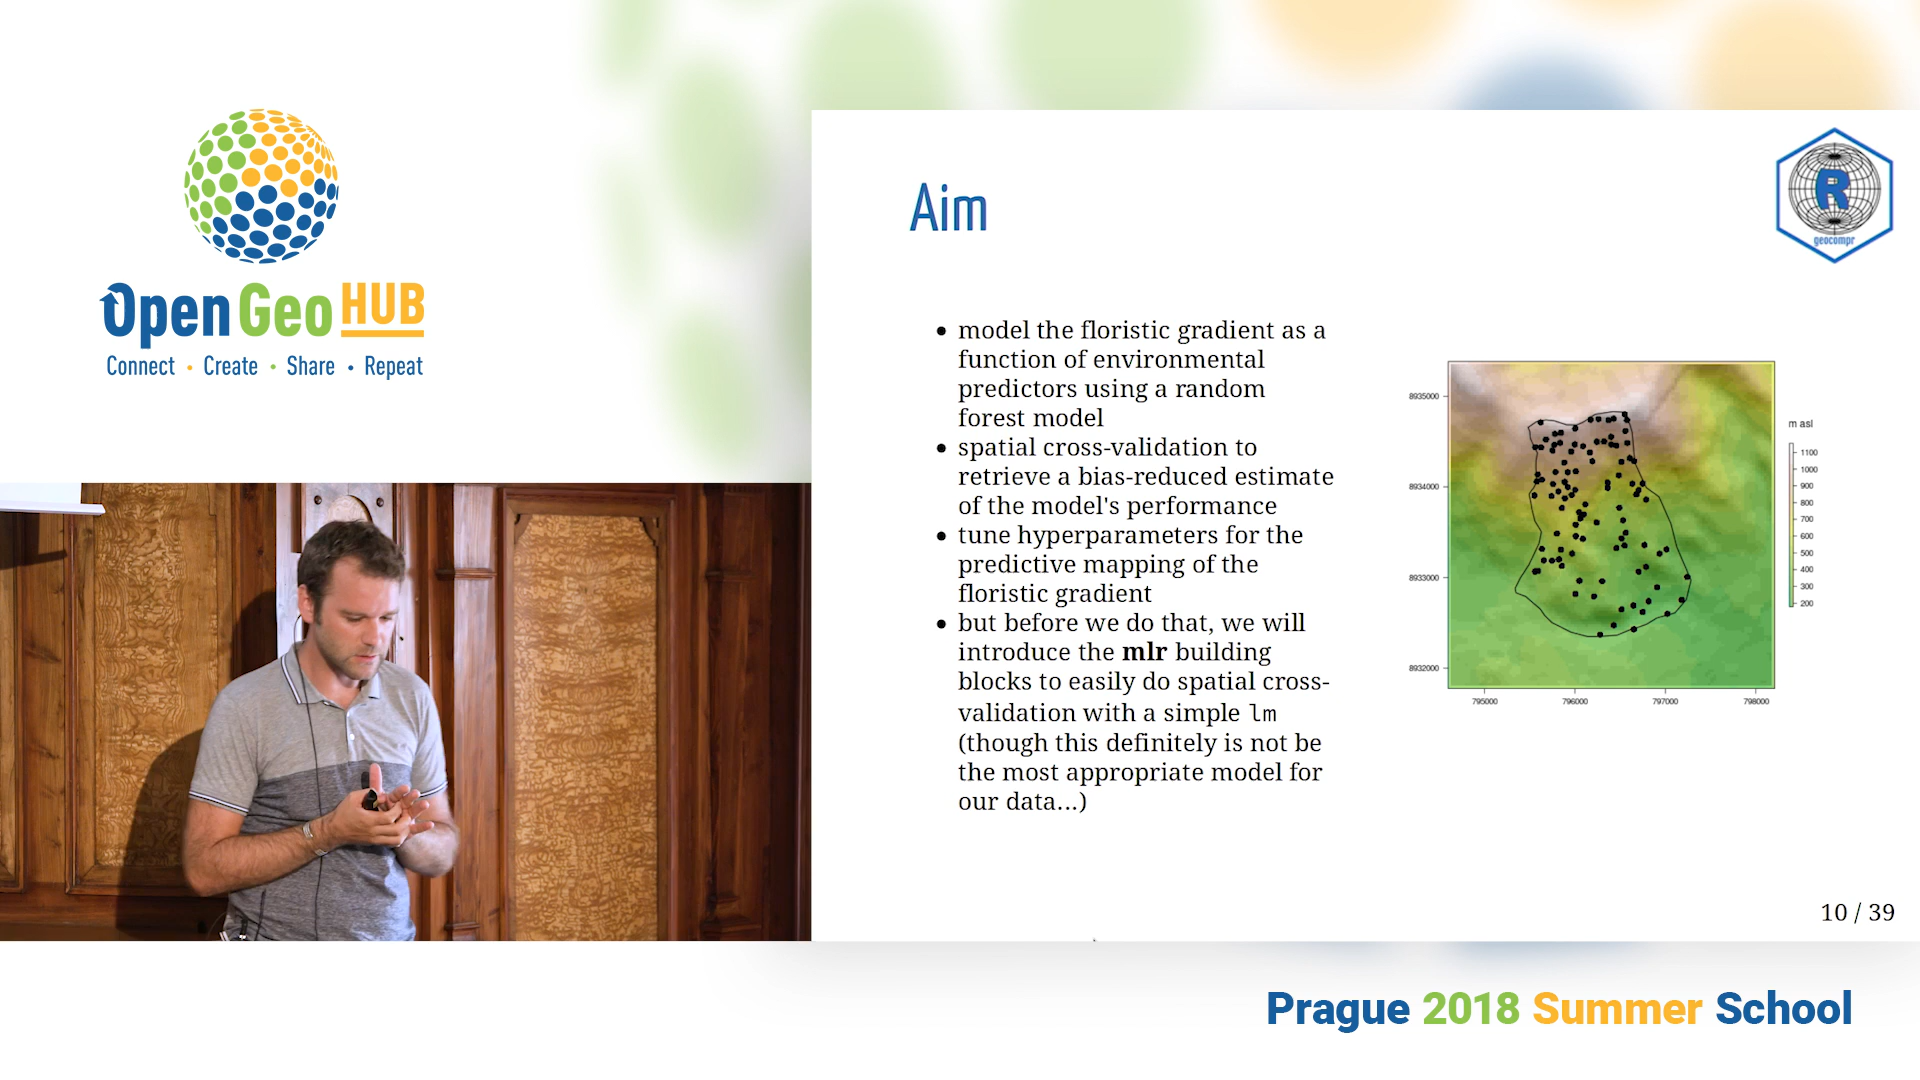 Open Geo HUB
Connect • Create • Share • Repeat
Aim
R
geocompr
• model the floristic gradient as a
function of environmental
predictors using a random
forest model
• spatial cross-validation to
retrieve a bias-reduced estimate
of the model's performance
• tune hyperparameters for the
predictive mapping of the
floristic gradient
• but before we do that, we will
introduce the mlr building
blocks to easily do spatial cross-
validation with a simple lm
(though this definitely is not be
the most appropriate model for
our data...)
8935000
8934000
8933000
8932000
795000 796000 797000 798000
m asl
1100
1000
900
800
700
600
500
400
300
200
10 / 39
Prague 2018 Summer School